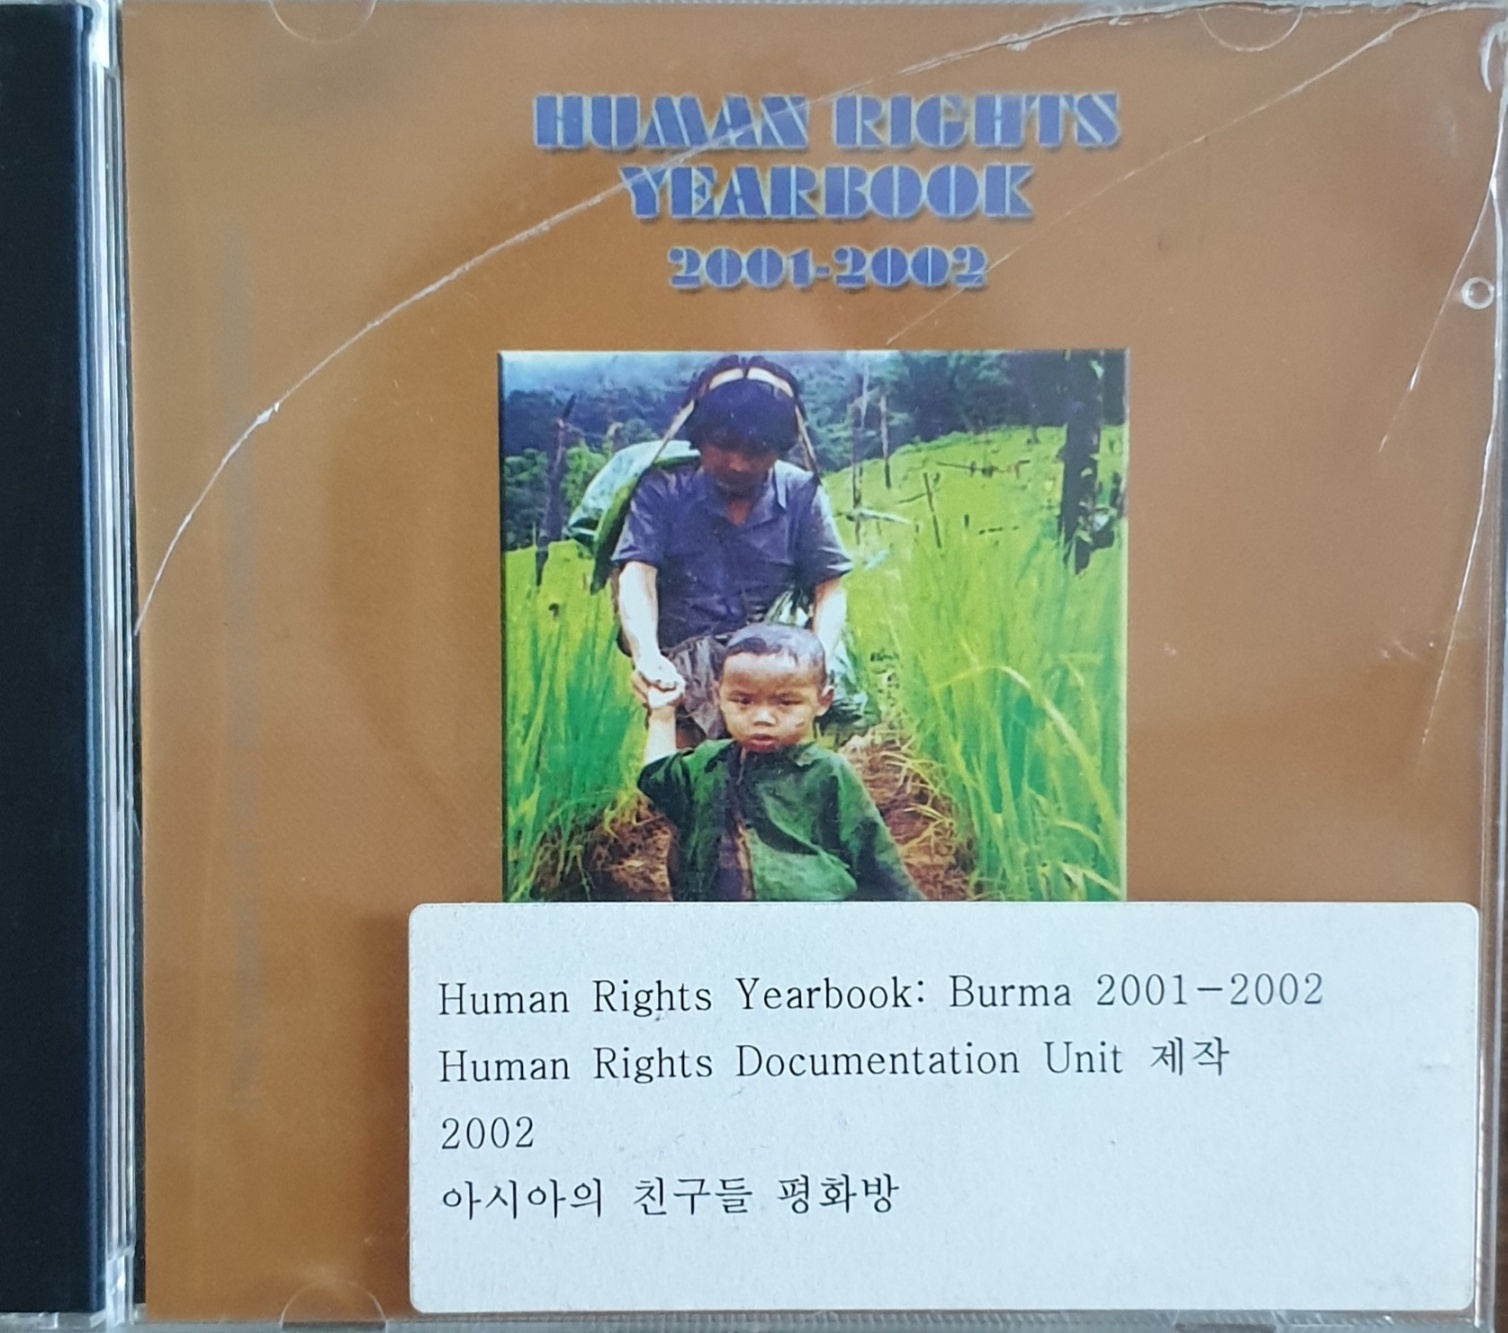 HUMAN RIGHTS
YEARBOOK
2001-2002
Human Rights Yearbook: Burma 2001-2002
Human Rights Documentation Unit 제작
2002
아시아의 친구들 평화방